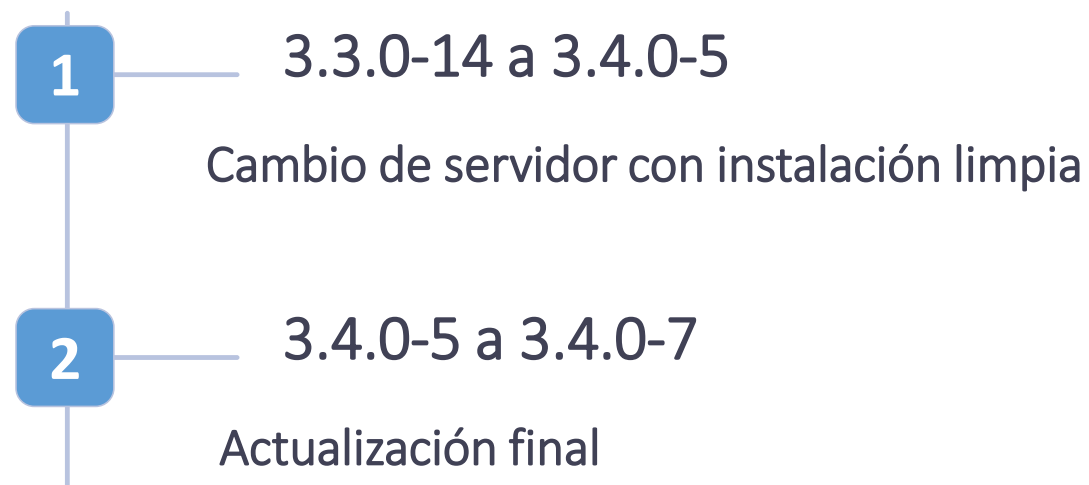 1
3.3.0-14 a 3.4.0-5
Cambio de servidor con instalación limpia
2
3.4.0-5 a 3.4.0-7
Actualización final